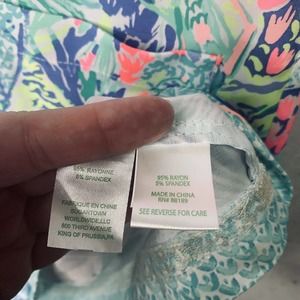 95% RAYONNE
5% SPANDEX
FABRIQUE EN CHINE
SUGARTOWN
WORLDWIDE,LLC
800 THIRD AVENUE
KING OF PRUSSIA,PA
95% RAYON
5% SPANDEX
MADE IN CHINA
RN# 88189
SEE REVERSE FOR CARE